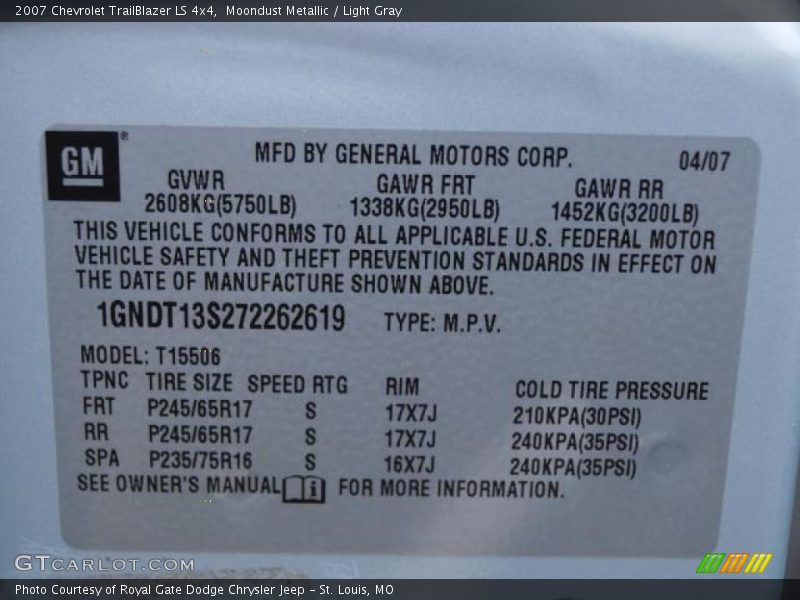 2007 Chevrolet TrailBlazer LS 4x4,  Moondust Metallic / Light Gray
GM®
MFD BY GENERAL MOTORS CORP. 04/07
GVWR GAWR FRT GAWR RR
2608KG(5750LB) 1338KG(2950LB) 1452KG(3200LB)
THIS VEHICLE CONFORMS TO ALL APPLICABLE U.S. FEDERAL MOTOR
VEHICLE SAFETY AND THEFT PREVENTION STANDARDS IN EFFECT ON
THE DATE OF MANUFACTURE SHOWN ABOVE.
1GNDT13S272262619 TYPE: M.P.V.
MODEL: T15506
TPNC TIRE SIZE SPEED RTG RIM COLD TIRE PRESSURE
FRT P245/65R17 S 17X7J 210KPA(30PSI)
RR P245/65R17 S 17X7J 240KPA(35PSI)
SPA P235/75R16 S 16X7J 240KPA(35PSI)
SEE OWNER'S MANUAL i FOR MORE INFORMATION.
GTCARLOT.COM
Photo Courtesy of Royal Gate Dodge Chrysler Jeep – St. Louis, MO